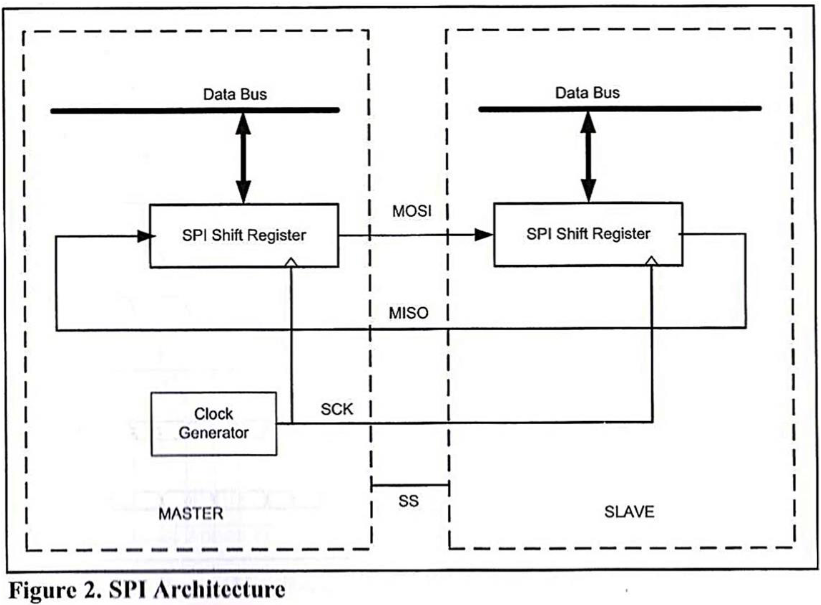 Data Bus
Data Bus
SPI Shift Register
MOSI
SPI Shift Register
MISO
Clock
Generator
SCK
SS
MASTER
SLAVE
Figure 2. SPI Architecture